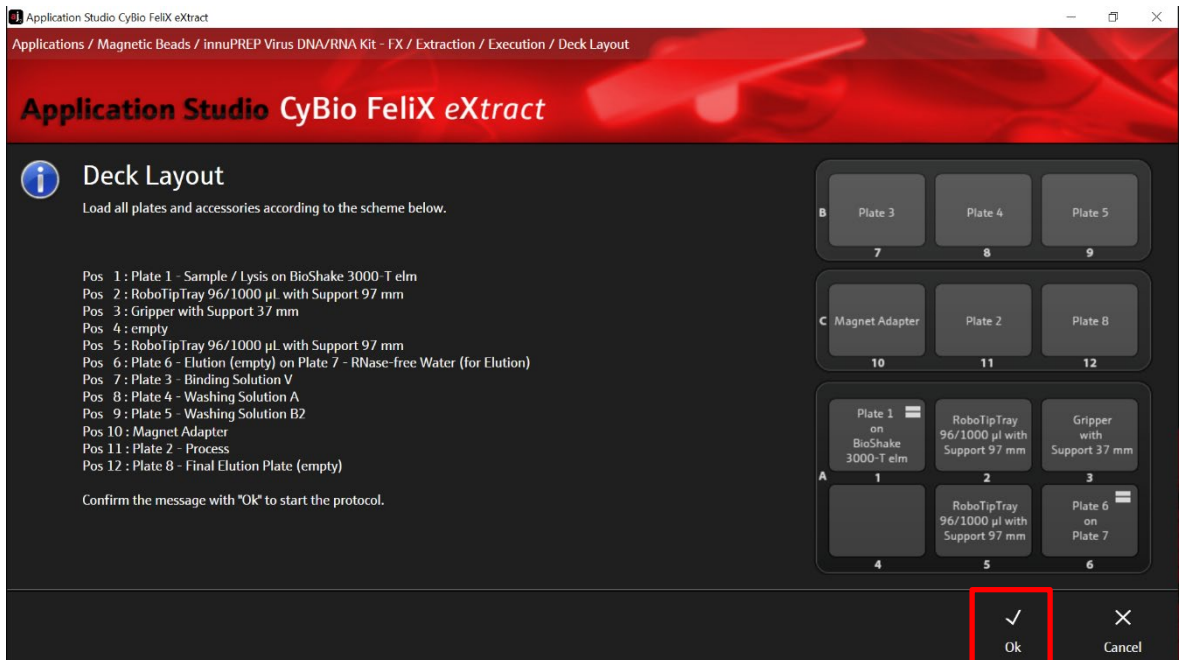 Application Studio CyBio FeliX eXtract
Applications / Magnetic Beads / innuPREP Virus DNA/RNA Kit - FX / Extraction / Execution / Deck Layout
Application Studio CyBio FeliX eXtract
Deck Layout
Load all plates and accessories according to the scheme below.
Pos 1 : Plate 1 - Sample / Lysis on BioShake 3000-T elm
Pos 2 : RoboTipTray 96/1000 µL with Support 97 mm
Pos 3 : Gripper with Support 37 mm
Pos 4 : empty
Pos 5 : RoboTipTray 96/1000 µL with Support 97 mm
Pos 6 : Plate 6 - Elution (empty) on Plate 7 - RNase-free Water (for Elution)
Pos 7 : Plate 3 - Binding Solution V
Pos 8 : Plate 4 - Washing Solution A
Pos 9 : Plate 5 - Washing Solution B2
Pos 10 : Magnet Adapter
Pos 11 : Plate 2 - Process
Pos 12 : Plate 8 - Final Elution Plate (empty)
Confirm the message with "Ok" to start the protocol.
B
Plate 3
Plate 4
Plate 5
7
8
9
C
Magnet Adapter
Plate 2
Plate 8
10
11
12
A
Plate 1
on
BioShake
3000-T elm
1
RoboTipTray
96/1000 µl with
Support 97 mm
2
Gripper
with
Support 37 mm
3
4
RoboTipTray
96/1000 µl with
Support 97 mm
5
Plate 6
on
Plate 7
6
Ok
Cancel